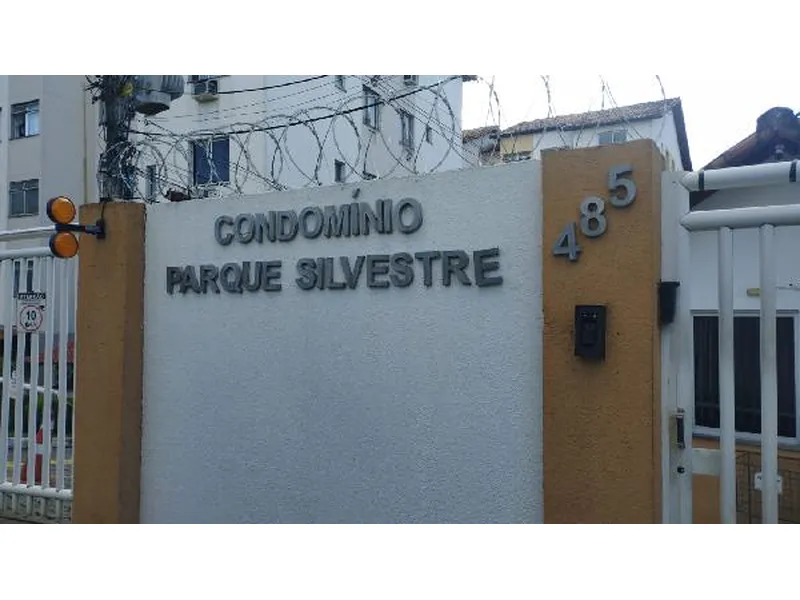 CONDOMÍNIO
PARQUE SILVESTRE
485
10